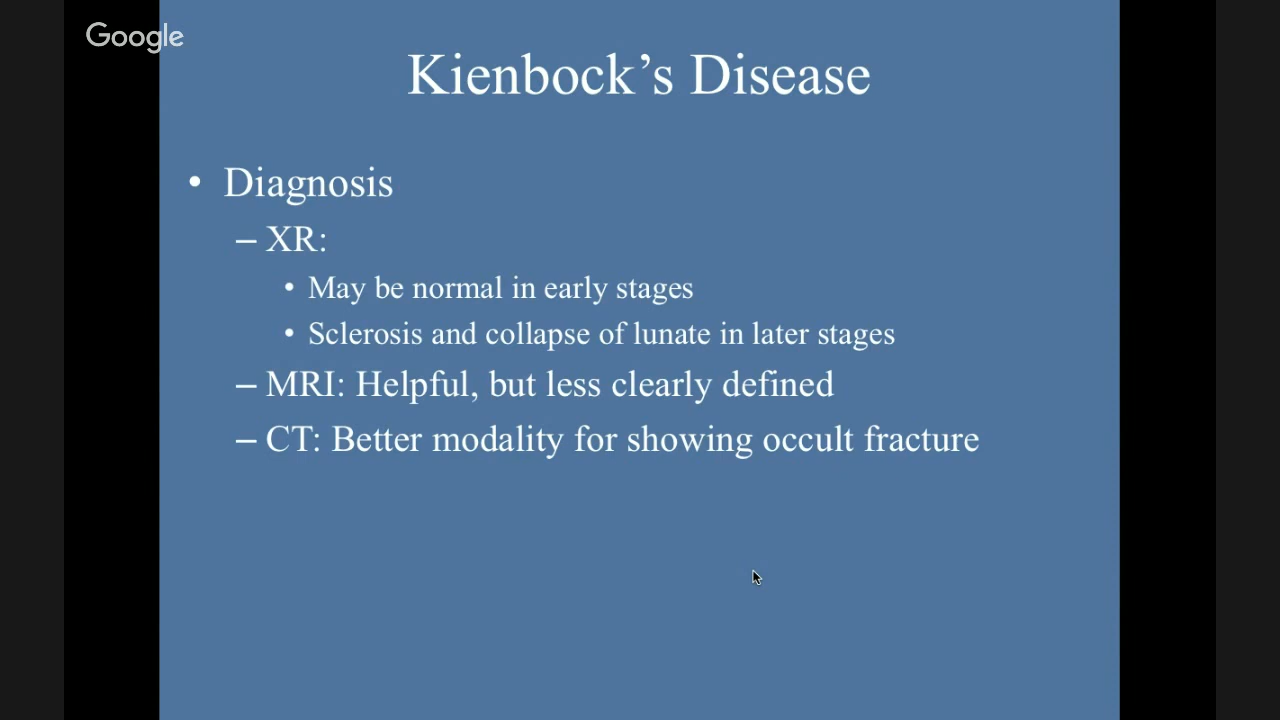 Google
Kienbock’s Disease
• Diagnosis
– XR:
• May be normal in early stages
• Sclerosis and collapse of lunate in later stages
– MRI: Helpful, but less clearly defined
– CT: Better modality for showing occult fracture